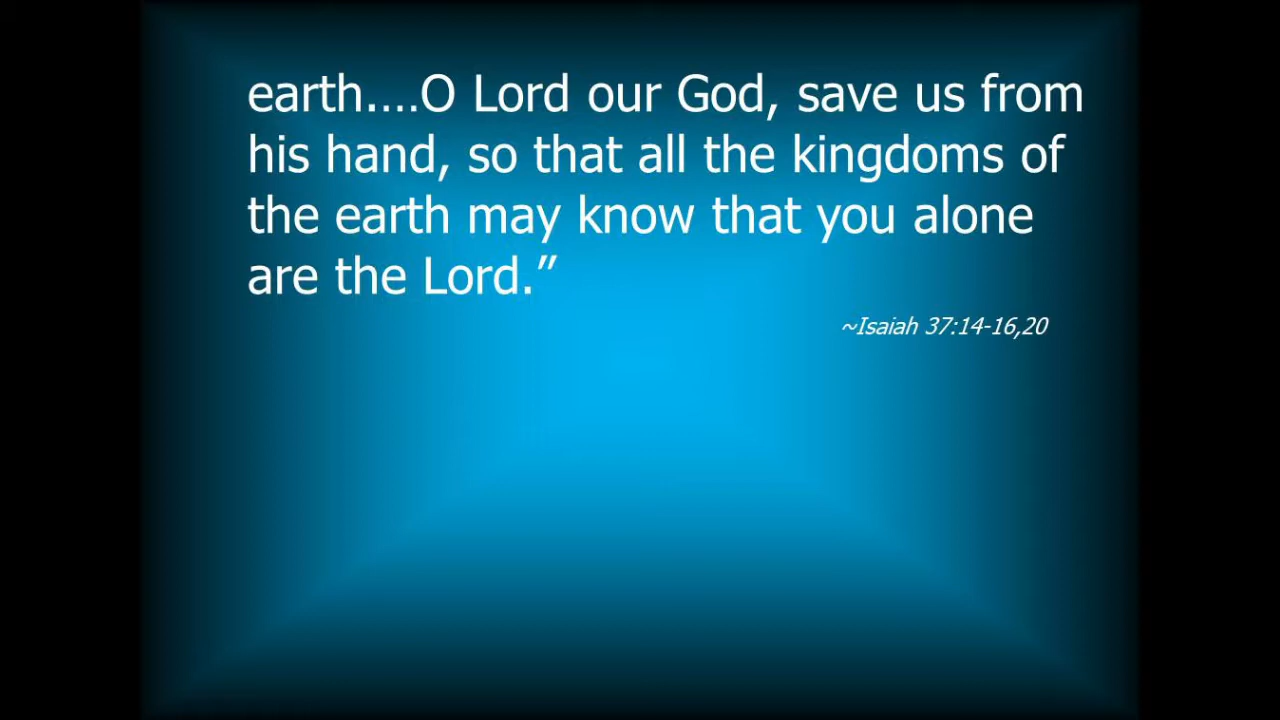 earth.…O Lord our God, save us from
his hand, so that all the kingdoms of
the earth may know that you alone
are the Lord.”
~Isaiah 37:14-16,20